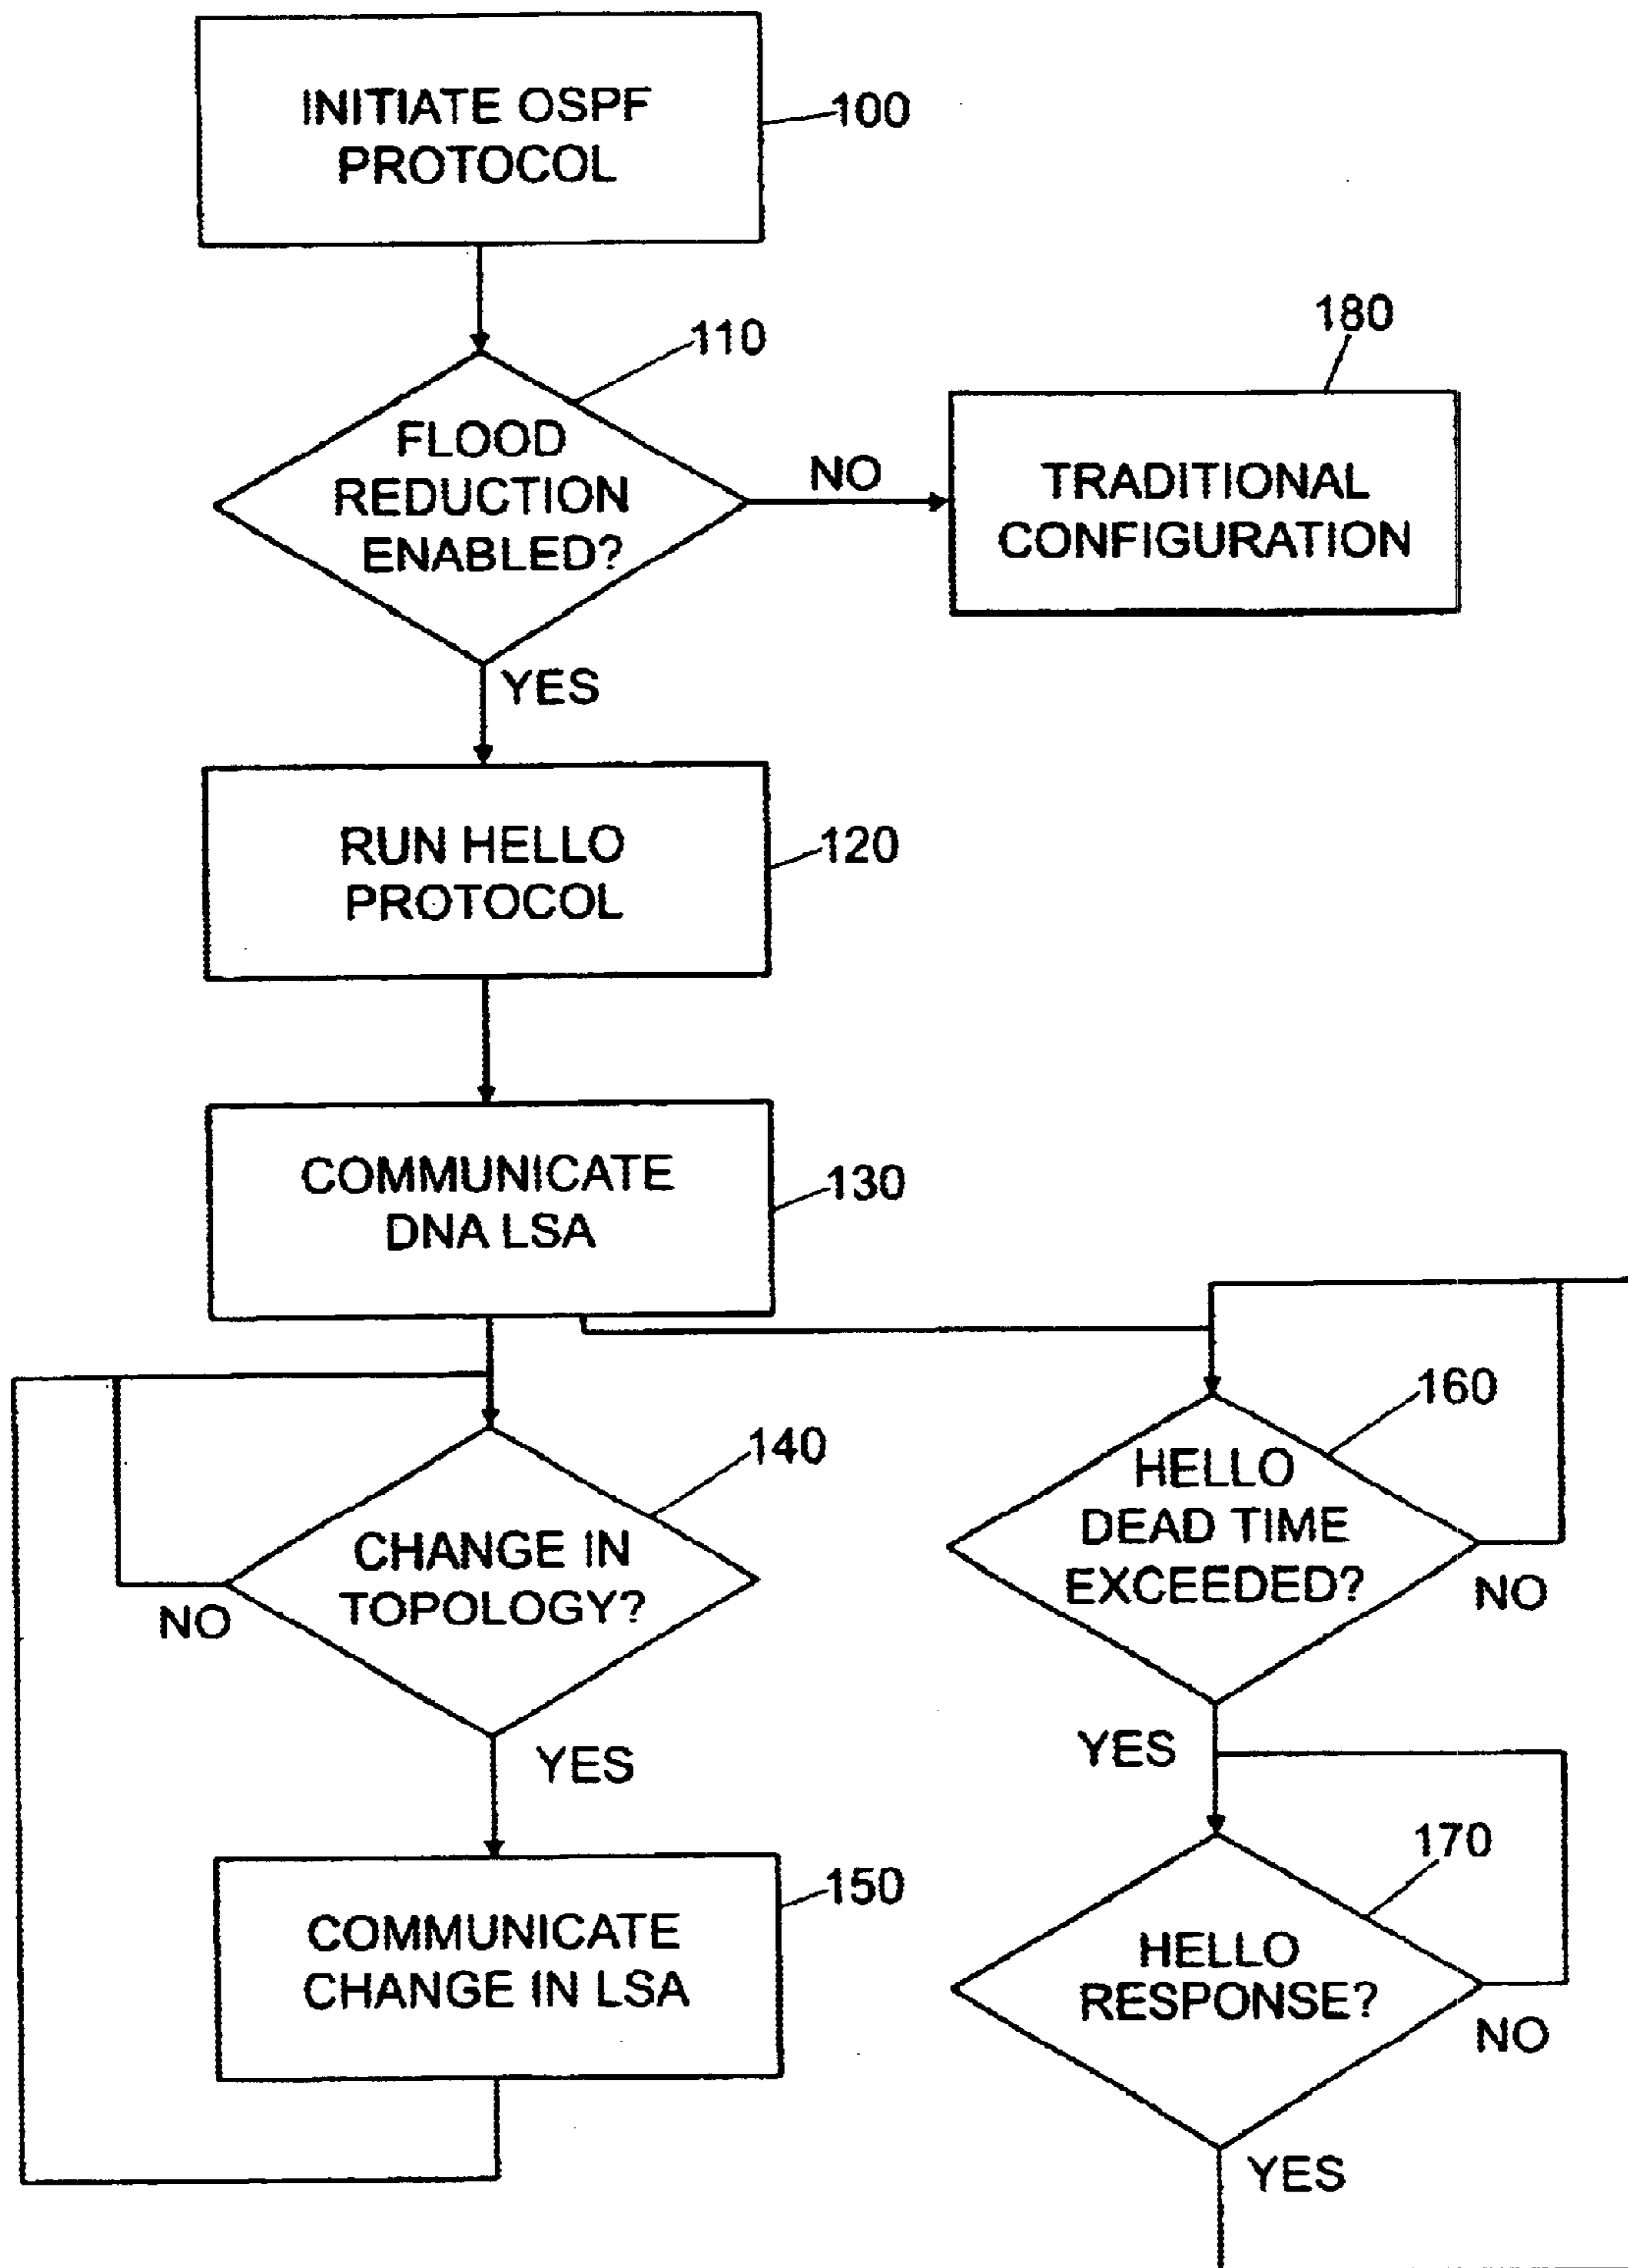 INITIATE OSPF
PROTOCOL
100
110
180
FLOOD
REDUCTION
ENABLED?
NO
TRADITIONAL
CONFIGURATION
YES
RUN HELLO
PROTOCOL
120
COMMUNICATE
DNA LSA
130
140
160
CHANGE IN
TOPOLOGY?
NO
HELLO
DEAD TIME
EXCEEDED?
NO
YES
YES
150
170
COMMUNICATE
CHANGE IN LSA
HELLO
RESPONSE?
NO
YES